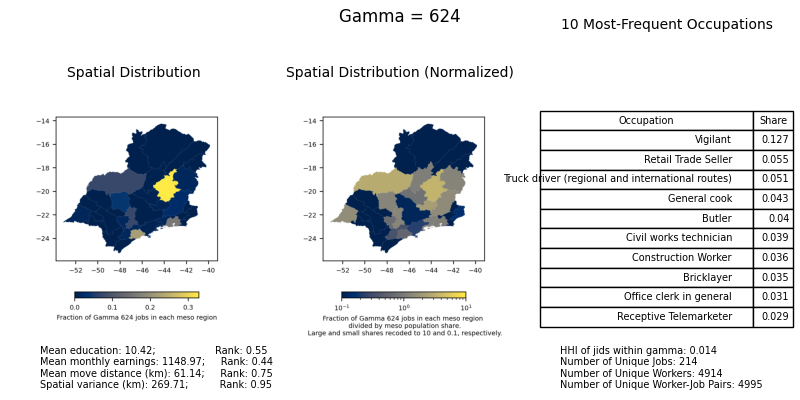 Gamma = 624
10 Most-Frequent Occupations
Spatial Distribution
Spatial Distribution (Normalized)
−14
−16
−18
−20
−22
−24
−52 −50 −48 −46 −44 −42 −40
0.0 0.1 0.2 0.3
Fraction of Gamma 624 jobs in each meso region
−14
−16
−18
−20
−22
−24
−52 −50 −48 −46 −44 −42 −40
10⁻¹ 10⁰ 10¹
Fraction of Gamma 624 jobs in each meso region
divided by meso population share.
Large and small shares recoded to 10 and 0.1, respectively.
Occupation Share
Vigilant 0.127
Retail Trade Seller 0.055
Truck driver (regional and international routes) 0.051
General cook 0.043
Butler 0.04
Civil works technician 0.039
Construction Worker 0.036
Bricklayer 0.035
Office clerk in general 0.031
Receptive Telemarketer 0.029
Mean education: 10.42; Rank: 0.55
Mean monthly earnings: 1148.97; Rank: 0.44
Mean move distance (km): 61.14; Rank: 0.75
Spatial variance (km): 269.71; Rank: 0.95
HHI of jids within gamma: 0.014
Number of Unique Jobs: 214
Number of Unique Workers: 4914
Number of Unique Worker-Job Pairs: 4995